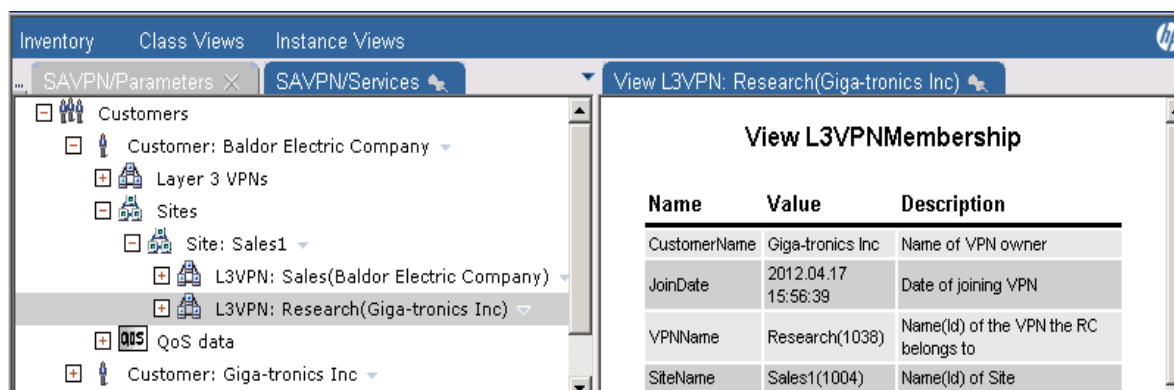 Inventory Class Views Instance Views
hp
... SAVPN/Parameters SAVPN/Services View L3VPN: Research(Giga-tronics Inc)
Customers
Customer: Baldor Electric Company
Layer 3 VPNs
Sites
Site: Sales1
L3VPN: Sales(Baldor Electric Company)
L3VPN: Research(Giga-tronics Inc)
QoS QoS data
Customer: Giga-tronics Inc
View L3VPNMembership
Name Value Description
CustomerName Giga-tronics Inc Name of VPN owner
JoinDate 2012.04.17 Date of joining VPN
15:56:39
VPNName Research(1038) Name(Id) of the VPN the RC
belongs to
SiteName Sales1(1004) Name(Id) of Site